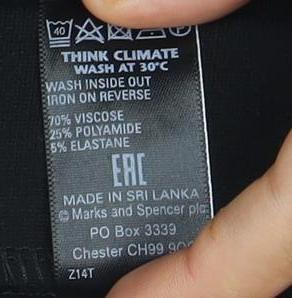 40
THINK CLIMATE
WASH AT 30°C
WASH INSIDE OUT
IRON ON REVERSE
70% VISCOSE
25% POLYAMIDE
5% ELASTANE
EAC
MADE IN SRI LANKA
© Marks and Spencer plc
PO Box 3339
Chester CH99
Z14T